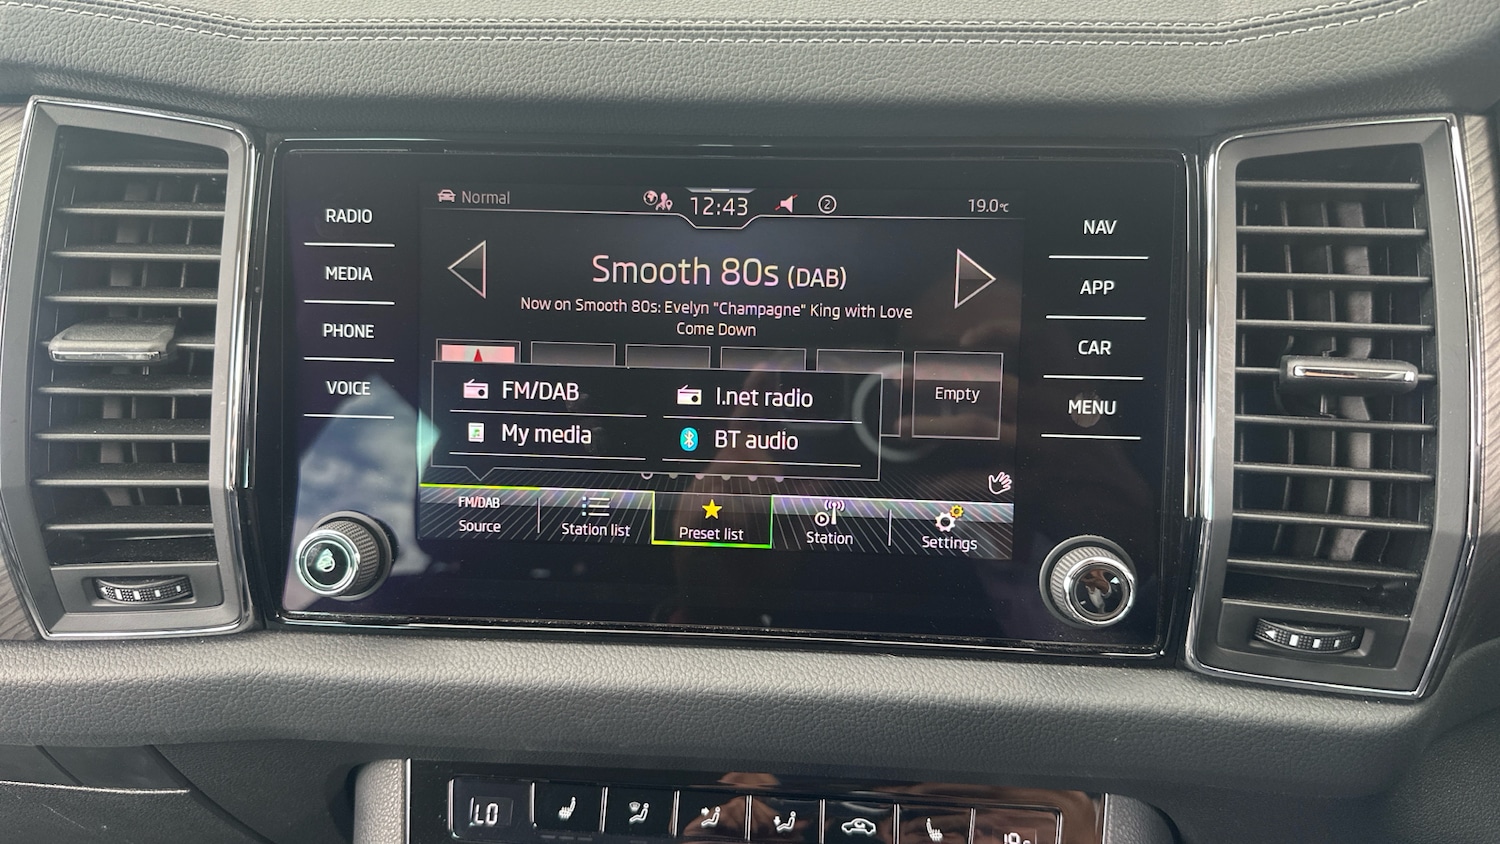 Normal
12:43
2
19.0°C
RADIO
MEDIA
PHONE
VOICE
NAV
APP
CAR
MENU
Smooth 80s (DAB)
Now on Smooth 80s: Evelyn "Champagne" King with Love
Come Down
FM/DAB
I.net radio
My media
BT audio
Empty
FM/DAB
Source
Station list
Preset list
Station
Settings
LO